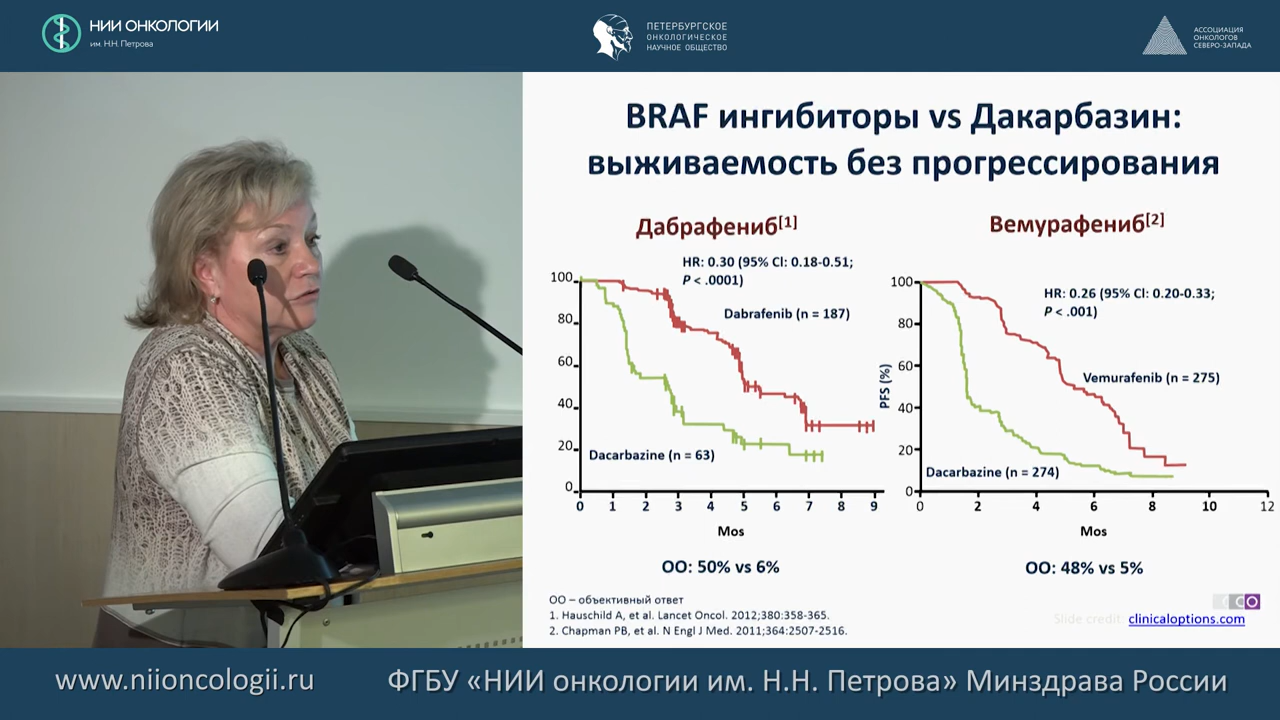 НИИ ОНКОЛОГИИ
им. Н.Н. Петрова
ПЕТЕРБУРГСКОЕ
ОНКОЛОГИЧЕСКОЕ
НАУЧНОЕ ОБЩЕСТВО
АССОЦИАЦИЯ
ОНКОЛОГОВ
СЕВЕРО-ЗАПАДА
BRAF ингибиторы vs Дакарбазин:
выживаемость без прогрессирования
Дабрафениб[1]
HR: 0.30 (95% CI: 0.18-0.51;
P < .0001)
Dabrafenib (n = 187)
Dacarbazine (n = 63)
100
80
60
40
20
0
0 1 2 3 4 5 6 7 8 9
Mos
ОО: 50% vs 6%
Вемурафениб[2]
HR: 0.26 (95% CI: 0.20-0.33;
P < .001)
Vemurafenib (n = 275)
Dacarbazine (n = 274)
PFS (%)
100
80
60
40
20
0
0 2 4 6 8 10 12
Mos
ОО: 48% vs 5%
ОО – объективный ответ
1. Hauschild A, et al. Lancet Oncol. 2012;380:358-365.
2. Chapman PB, et al. N Engl J Med. 2011;364:2507-2516.
CCO
Slide credit: clinicaloptions.com
www.niioncologii.ru
ФГБУ «НИИ онкологии им. Н.Н. Петрова» Минздрава России